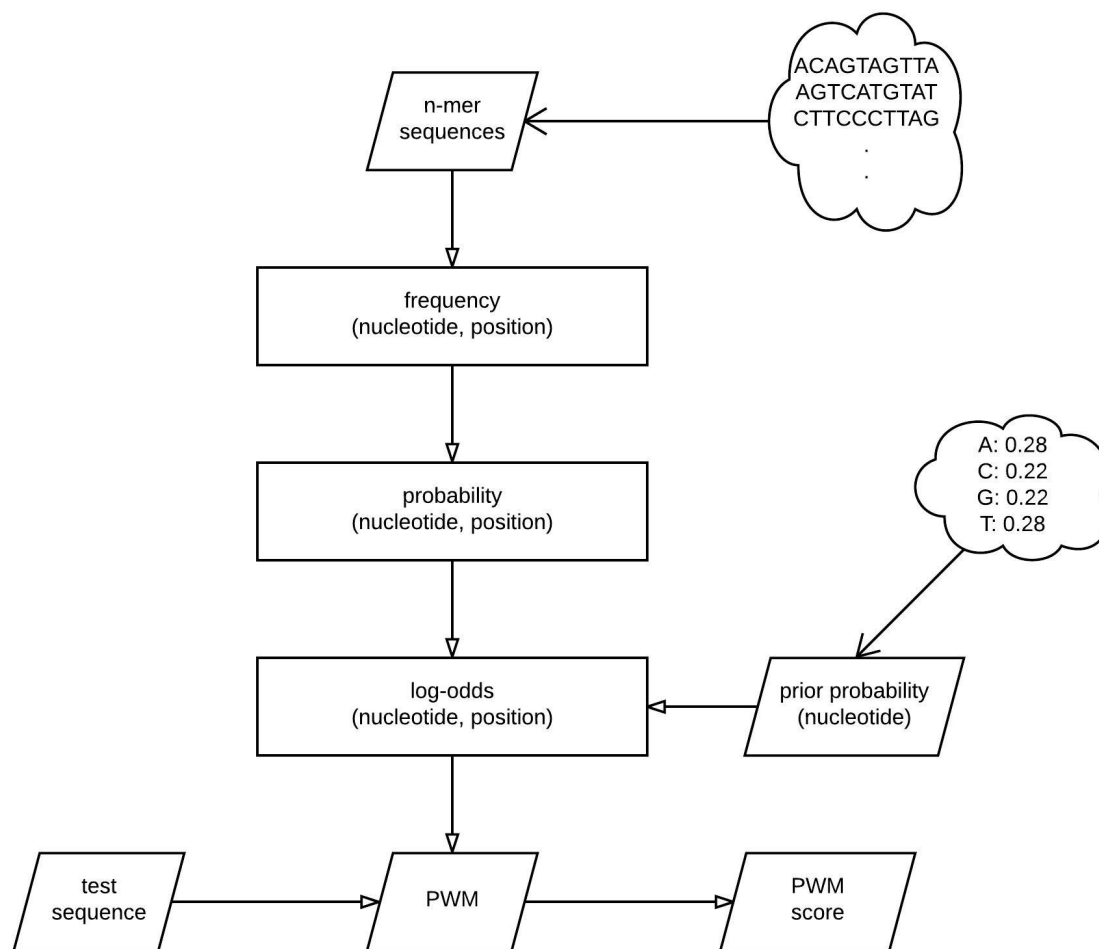 ACAGTAGTTA
AGTCATGTAT
CTTCCCTTAG
.
.
n-mer
sequences
frequency
(nucleotide, position)
probability
(nucleotide, position)
A: 0.28
C: 0.22
G: 0.22
T: 0.28
log-odds
(nucleotide, position)
prior probability
(nucleotide)
test
sequence
PWM
PWM
score